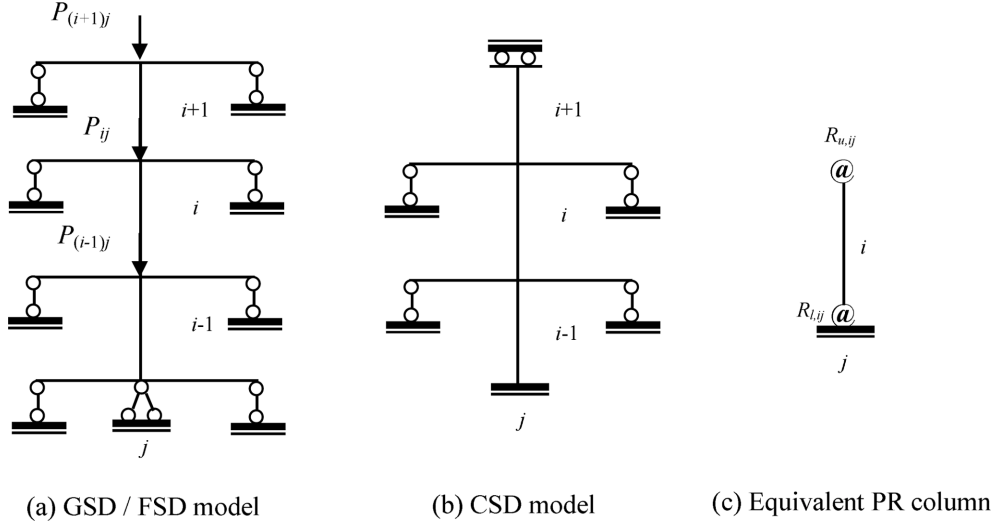 P(i+1)j
i+1
Pij
i
P(i-1)j
i-1
j
(a) GSD / FSD model
i+1
i
i-1
j
(b) CSD model
Ru,ij
a
i
Rl,ij
a
j
(c) Equivalent PR column